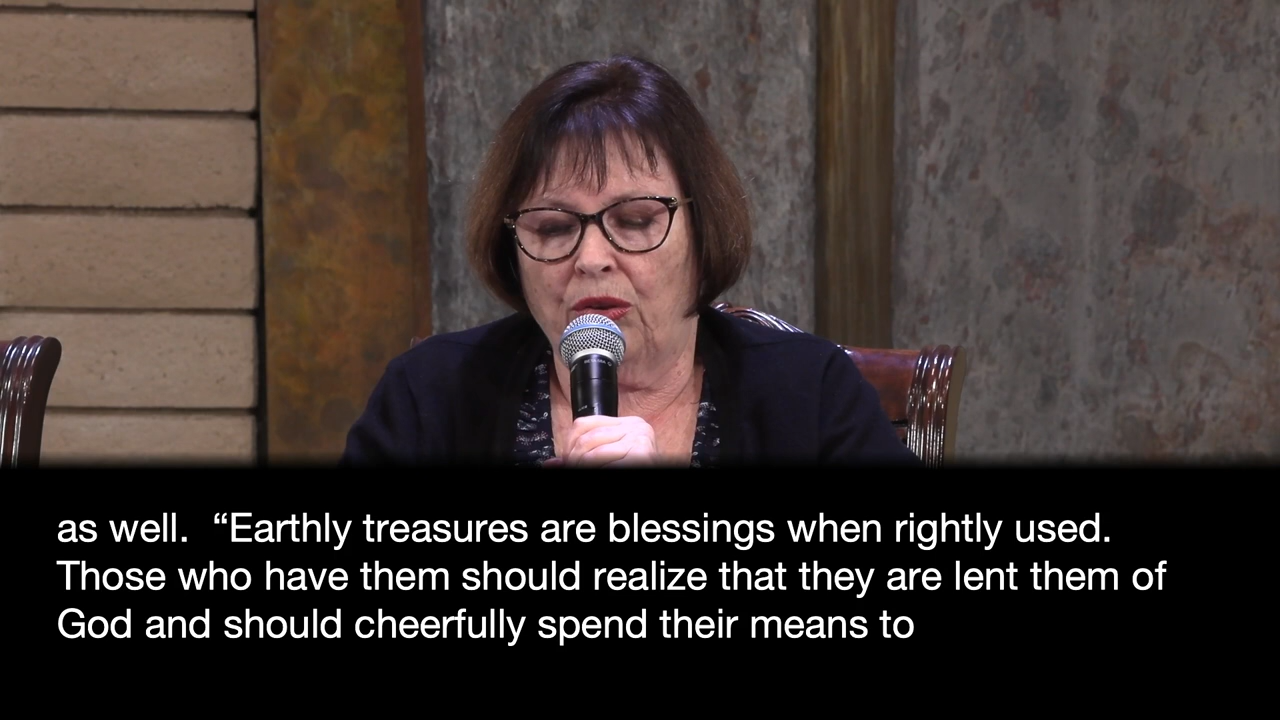 as well.  “Earthly treasures are blessings when rightly used.
Those who have them should realize that they are lent them of
God and should cheerfully spend their means to